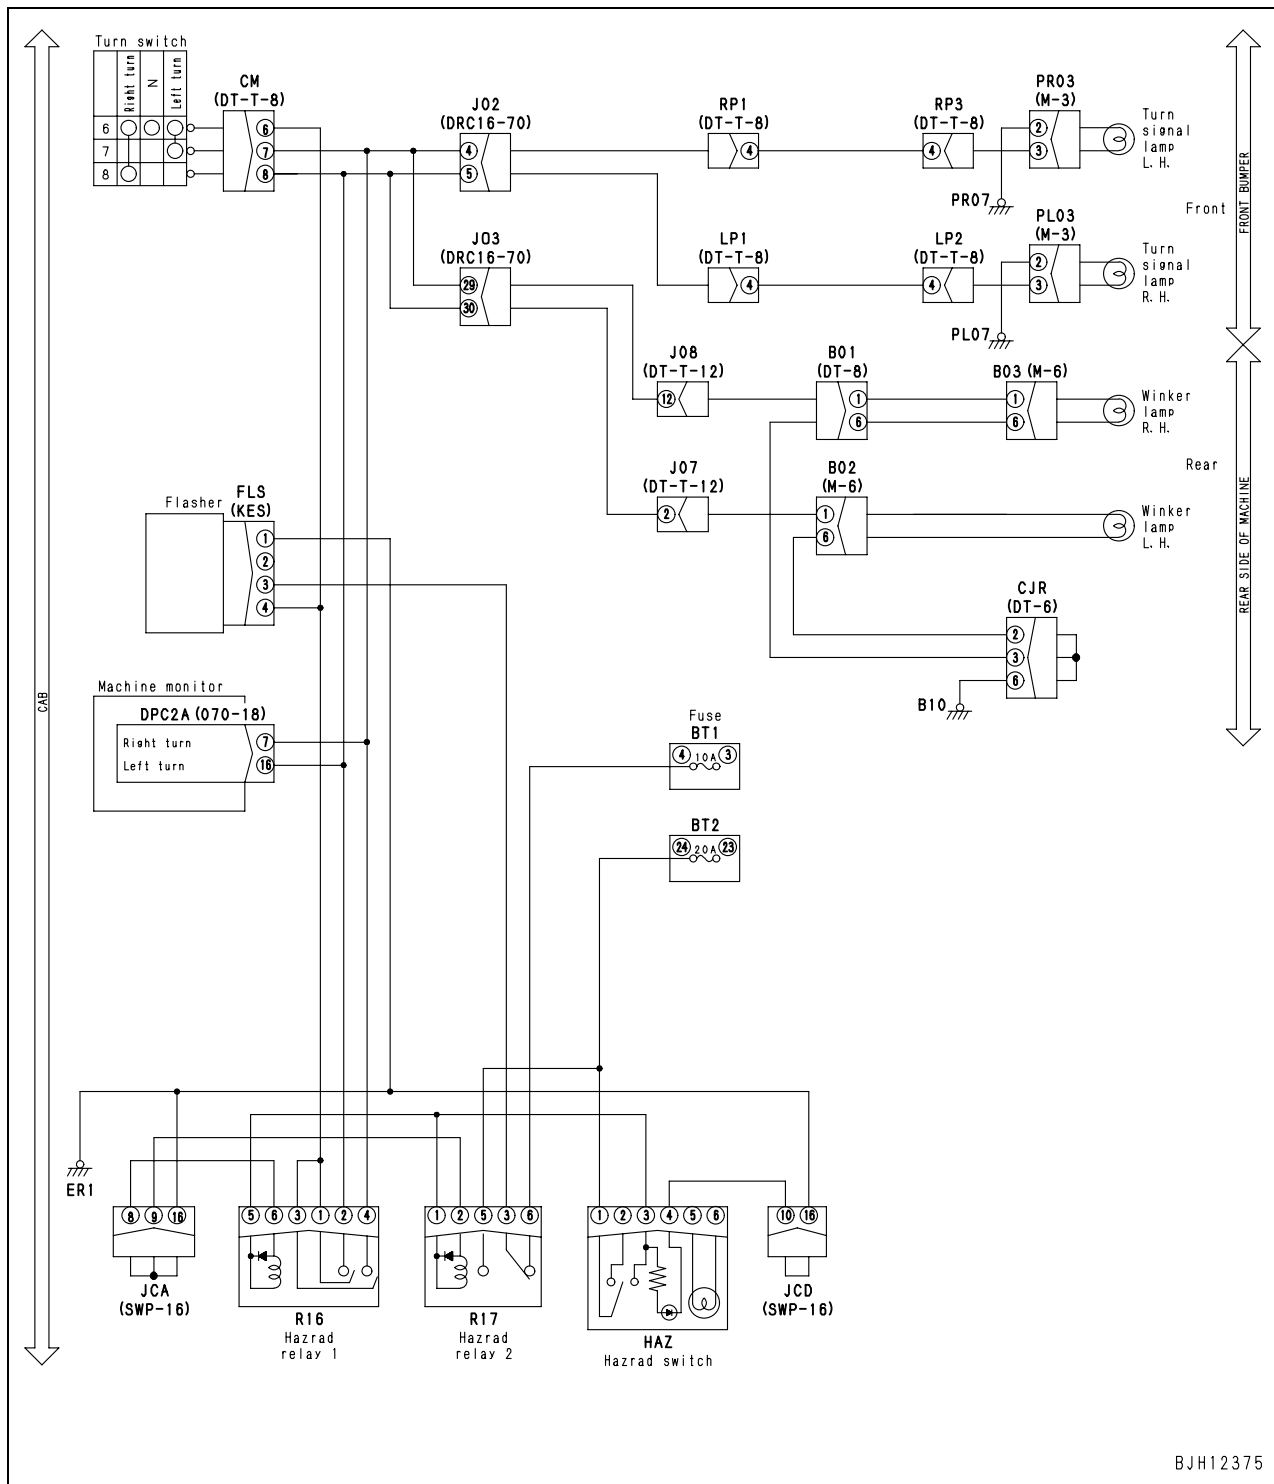 Turn switch
Right turn
N
Left turn
6
7
8
CM
(DT-T-8)
6
7
8
J02
(DRC16-70)
4
5
RP1
(DT-T-8)
4
RP3
(DT-T-8)
4
PR03
(M-3)
2
3
Turn
signal
lamp
L. H.
PR07
J03
(DRC16-70)
29
30
LP1
(DT-T-8)
4
LP2
(DT-T-8)
4
PL03
(M-3)
2
3
Turn
signal
lamp
R. H.
PL07
Front
FRONT BUMPER
J08
(DT-T-12)
12
B01
(DT-8)
1
6
B03 (M-6)
1
6
Winker
lamp
R. H.
Rear
REAR SIDE OF MACHINE
J07
(DT-T-12)
2
B02
(M-6)
1
6
Winker
lamp
L. H.
Flasher
FLS
(KES)
1
2
3
4
CJR
(DT-6)
2
3
6
B10
CAB
Machine monitor
DPC2A (070-18)
Right turn
7
Left turn
16
Fuse
BT1
4
10A
3
BT2
24
20A
23
ER1
8
9
16
JCA
(SWP-16)
5
6
3
1
2
4
R16
Hazrad
relay 1
1
2
5
3
6
R17
Hazrad
relay 2
1
2
3
4
5
6
HAZ
Hazrad switch
10
16
JCD
(SWP-16)
BJH12375